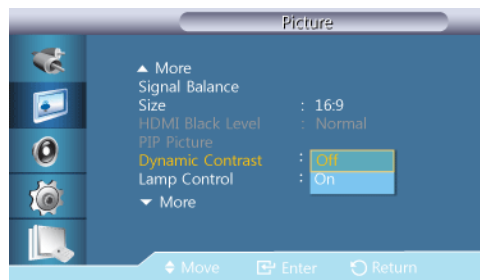 Picture
▲ More
Signal Balance
Size : 16:9
HDMI Black Level : Normal
PIP Picture
Dynamic Contrast : Off
Lamp Control : On
▼ More
Move Enter Return